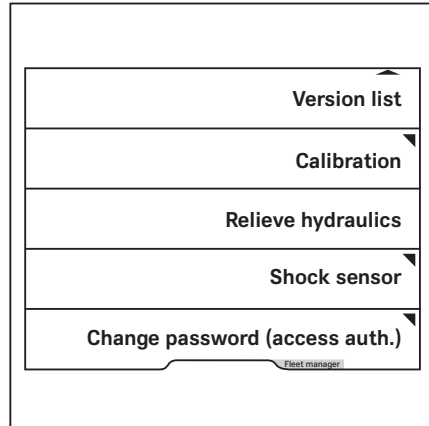 Version list
Calibration
Relieve hydraulics
Shock sensor
Change password (access auth.)
Fleet manager